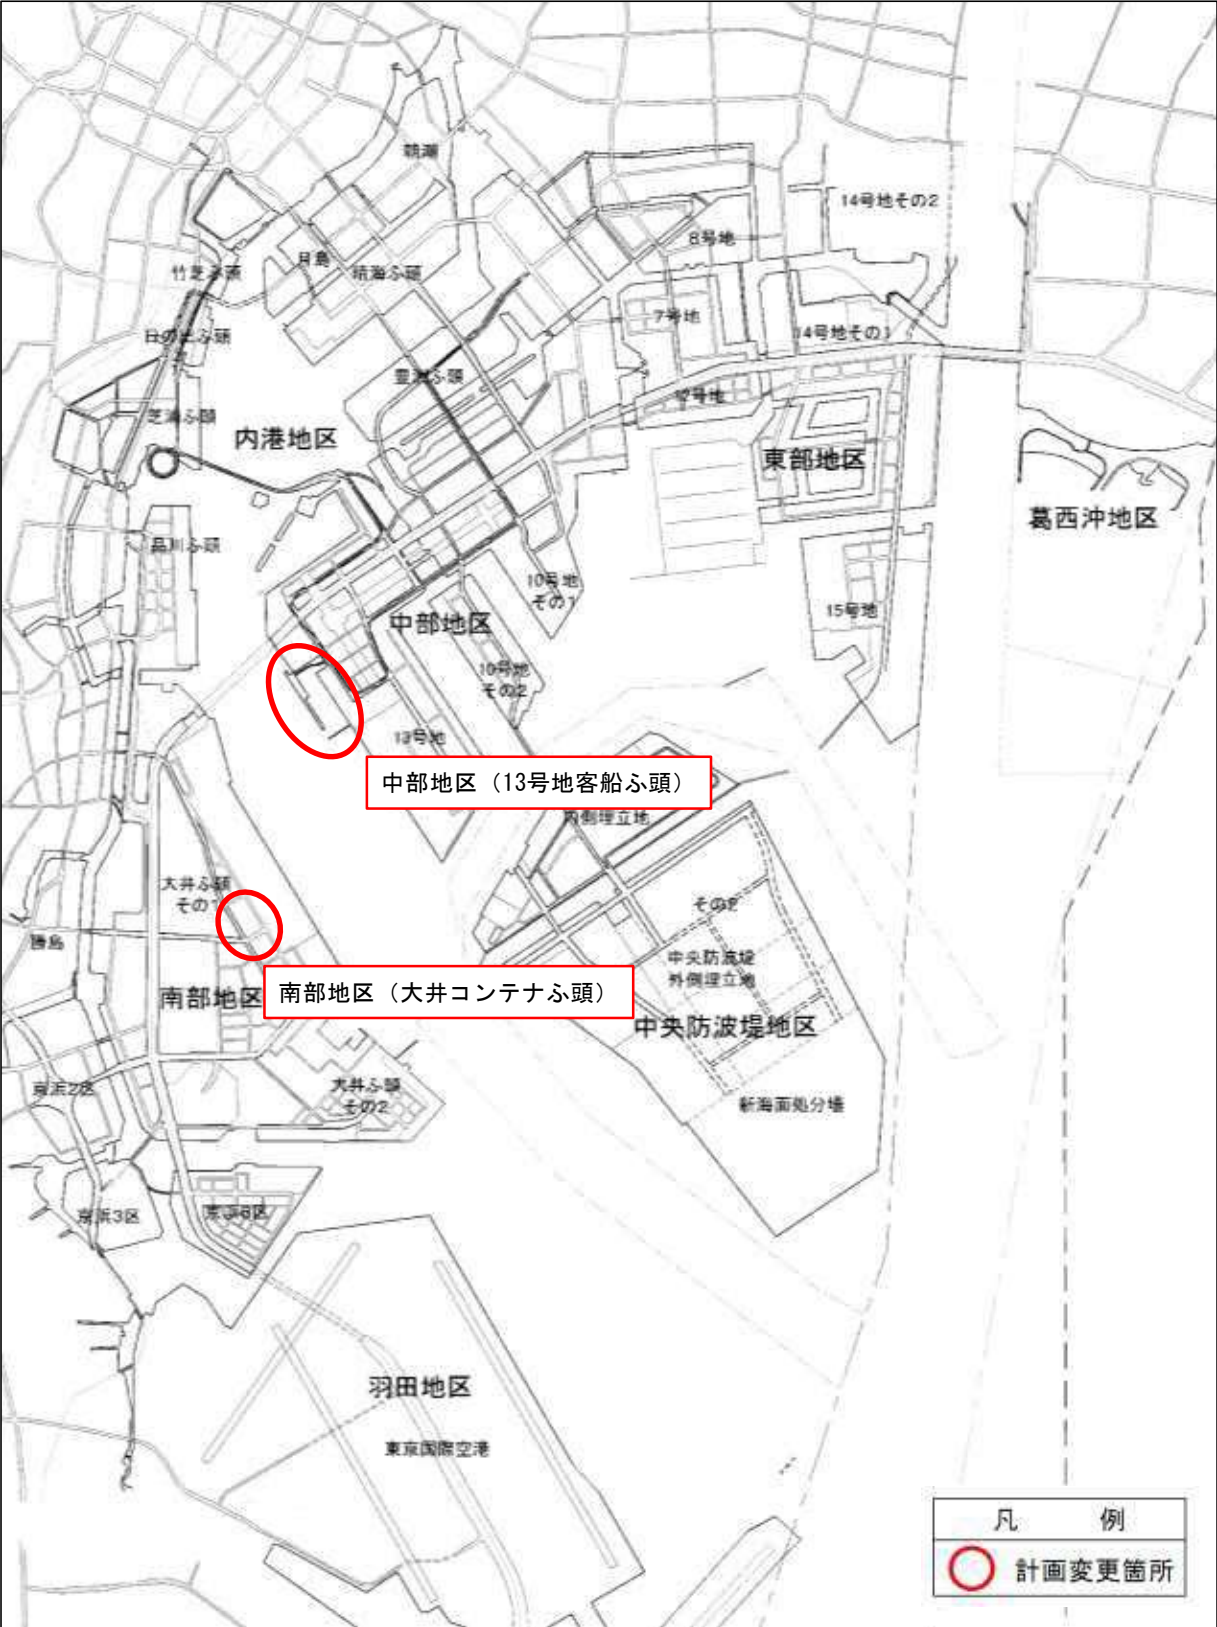 朝潮
14号地その2
8号地
竹芝ふ頭
月島
晴海ふ頭
7号地
14号地その1
日の出ふ頭
豊洲ふ頭
12号地
芝浦ふ頭
内港地区
東部地区
葛西沖地区
品川ふ頭
10号地
その1
15号地
中部地区
10号地
その2
13号地
中部地区（13号地客船ふ頭）
内側埋立地
大井ふ頭
その1
その2
勝島
中央防波堤
外側埋立地
南部地区
南部地区（大井コンテナふ頭）
中央防波堤地区
京浜2区
大井ふ頭
その2
新海面処分場
京浜3区
京浜6区
羽田地区
東京国際空港
凡　例
計画変更箇所